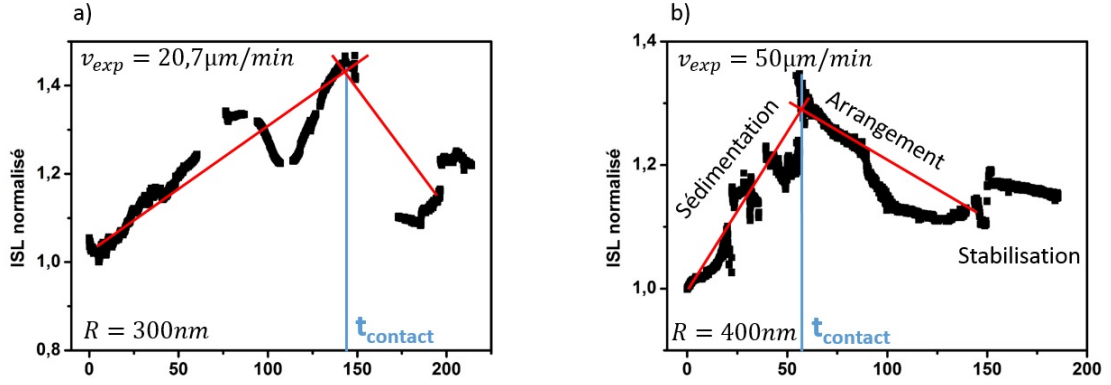 a)
ISL normalisé
1,4
1,2
1,0
0,8
v_exp = 20,7µm/min
R = 300nm
t_contact
0
50
100
150
200
b)
ISL normalisé
1,4
1,2
1,0
v_exp = 50µm/min
Sédimentation
Arrangement
Stabilisation
R = 400nm
t_contact
0
50
100
150
200